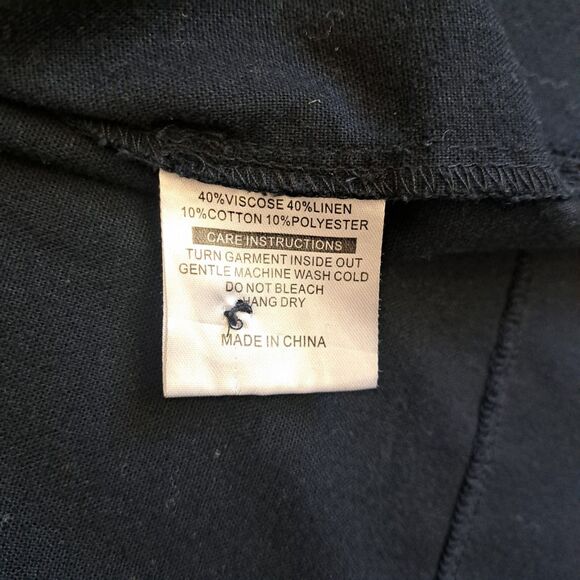 40%VISCOSE 40%LINEN
10%COTTON 10%POLYESTER
CARE INSTRUCTIONS
TURN GARMENT INSIDE OUT
GENTLE MACHINE WASH COLD
DO NOT BLEACH
HANG DRY
MADE IN CHINA